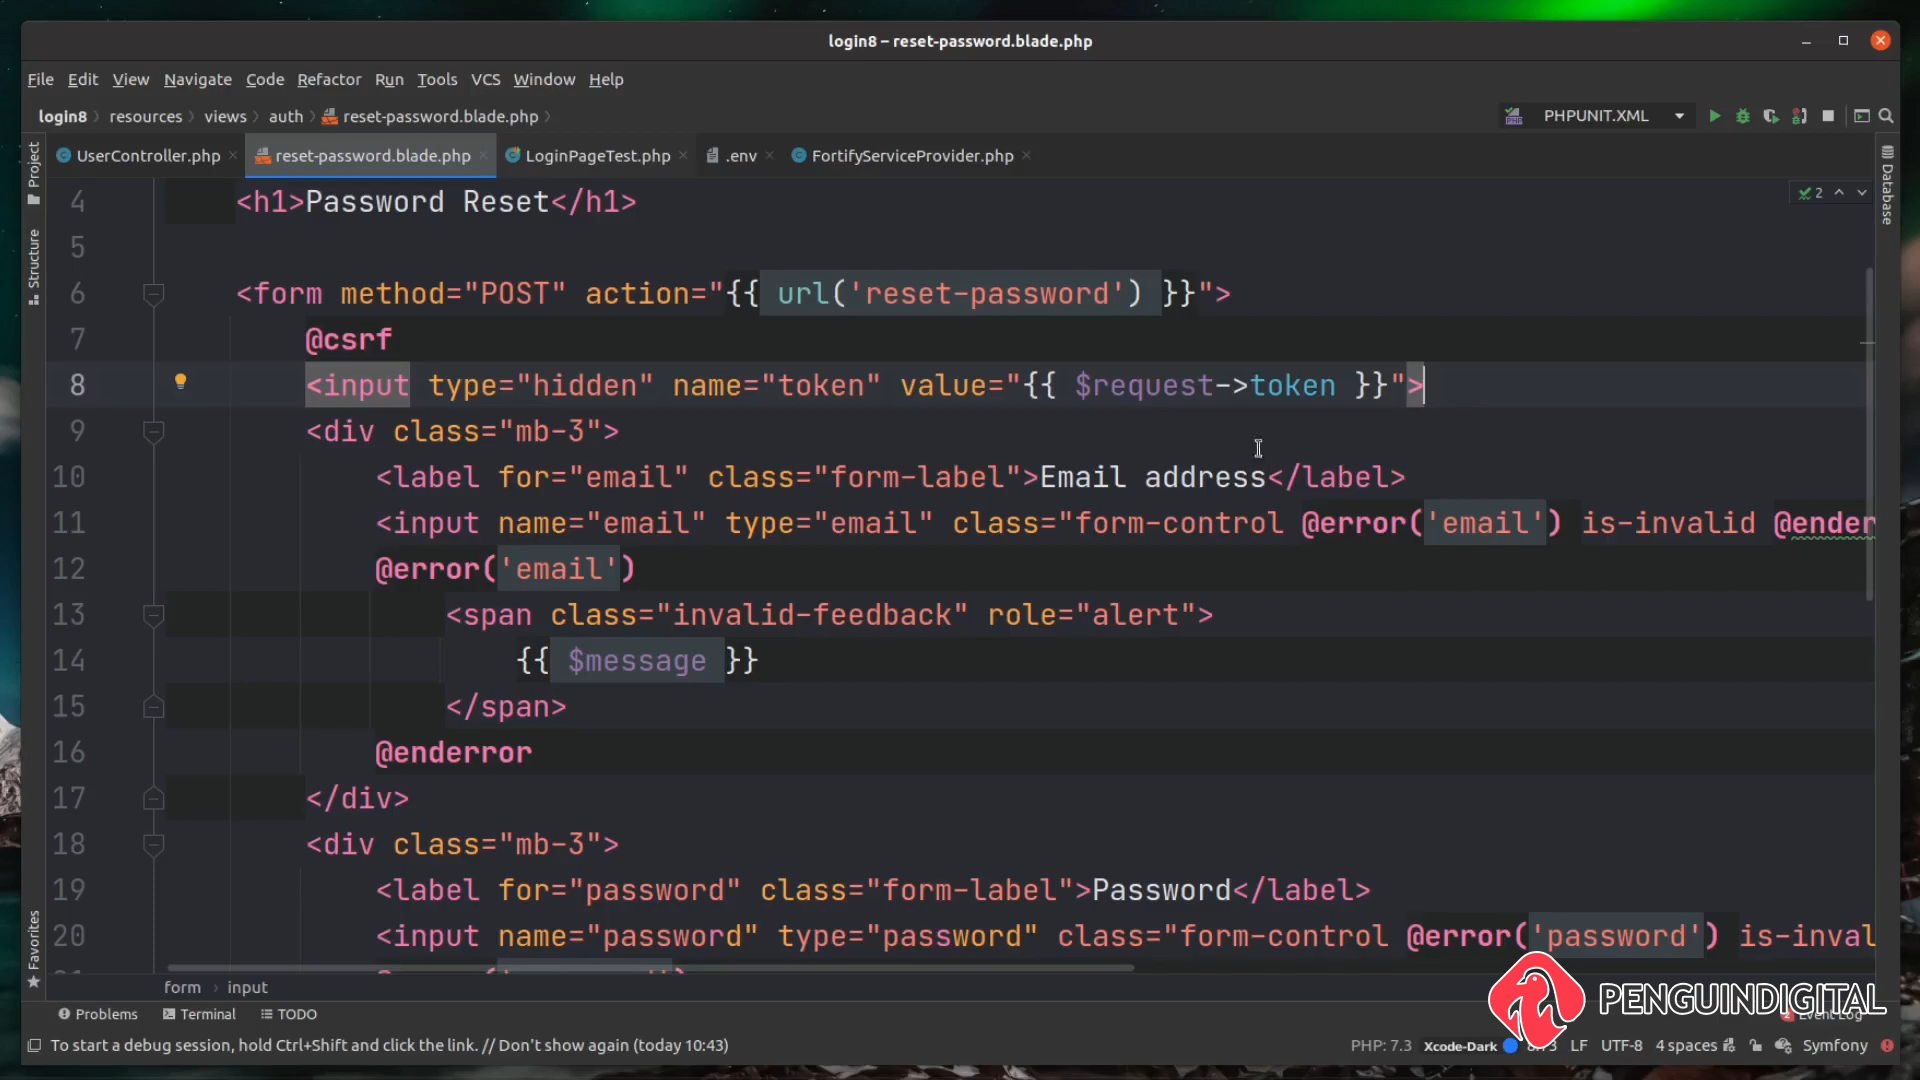 login8 – reset-password.blade.php
File Edit View Navigate Code Refactor Run Tools VCS Window Help
login8 resources views auth reset-password.blade.php
PHPUNIT.XML
UserController.php reset-password.blade.php LoginPageTest.php .env FortifyServiceProvider.php
Project
Structure
Favorites
Database
2
4 <h1>Password Reset</h1>
5
6 <form method="POST" action="{{ url('reset-password') }}">
7 @csrf
8 <input type="hidden" name="token" value="{{ $request->token }}">
9 <div class="mb-3">
10 <label for="email" class="form-label">Email address</label>
11 <input name="email" type="email" class="form-control @error('email') is-invalid @ender
12 @error('email')
13 <span class="invalid-feedback" role="alert">
14 {{ $message }}
15 </span>
16 @enderror
17 </div>
18 <div class="mb-3">
19 <label for="password" class="form-label">Password</label>
20 <input name="password" type="password" class="form-control @error('password') is-inval
form input
PENGUINDIGITAL
Problems Terminal TODO Event Log
To start a debug session, hold Ctrl+Shift and click the link. // Don't show again (today 10:43)
PHP: 7.3 Xcode-Dark LF UTF-8 4 spaces Symfony